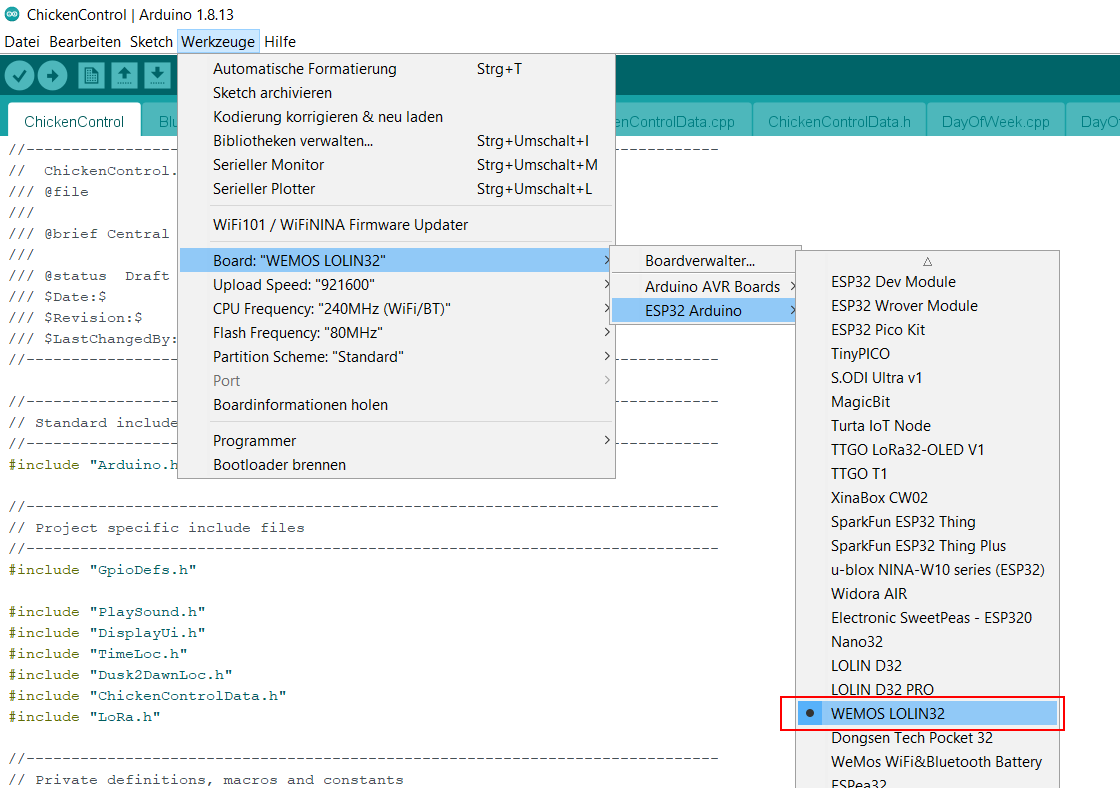 ChickenControl | Arduino 1.8.13
Datei Bearbeiten Sketch Werkzeuge Hilfe
ChickenControl
ChickenControlData.h
DayOfWeek.cpp
Automatische Formatierung Strg+T
Sketch archivieren
Kodierung korrigieren & neu laden
Bibliotheken verwalten... Strg+Umschalt+I
Serieller Monitor Strg+Umschalt+M
Serieller Plotter Strg+Umschalt+L
WiFi101 / WiFiNINA Firmware Updater
Board: "WEMOS LOLIN32"
Upload Speed: "921600"
CPU Frequency: "240MHz (WiFi/BT)"
Flash Frequency: "80MHz"
Partition Scheme: "Standard"
Port
Boardinformationen holen
Programmer
Bootloader brennen
Boardverwalter...
Arduino AVR Boards
ESP32 Arduino
ESP32 Dev Module
ESP32 Wrover Module
ESP32 Pico Kit
TinyPICO
S.ODI Ultra v1
MagicBit
Turta IoT Node
TTGO LoRa32-OLED V1
TTGO T1
XinaBox CW02
SparkFun ESP32 Thing
SparkFun ESP32 Thing Plus
u-blox NINA-W10 series (ESP32)
Widora AIR
Electronic SweetPeas - ESP320
Nano32
LOLIN D32
LOLIN D32 PRO
WEMOS LOLIN32
Dongsen Tech Pocket 32
WeMos WiFi&Bluetooth Battery
ESPea32
//-----------------------------------------------------------------------------
// ChickenControl.
/// @file
///
/// @brief Central
///
/// @status Draft
/// $Date:$
/// $Revision:$
/// $LastChangedBy:
//-----------------------------------------------------------------------------
//-----------------------------------------------------------------------------
// Standard include
//-----------------------------------------------------------------------------
#include "Arduino.h
//-----------------------------------------------------------------------------
// Project specific include files
//-----------------------------------------------------------------------------
#include "GpioDefs.h"
#include "PlaySound.h"
#include "DisplayUi.h"
#include "TimeLoc.h"
#include "Dusk2DawnLoc.h"
#include "ChickenControlData.h"
#include "LoRa.h"
//-----------------------------------------------------------------------------
// Private definitions, macros and constants